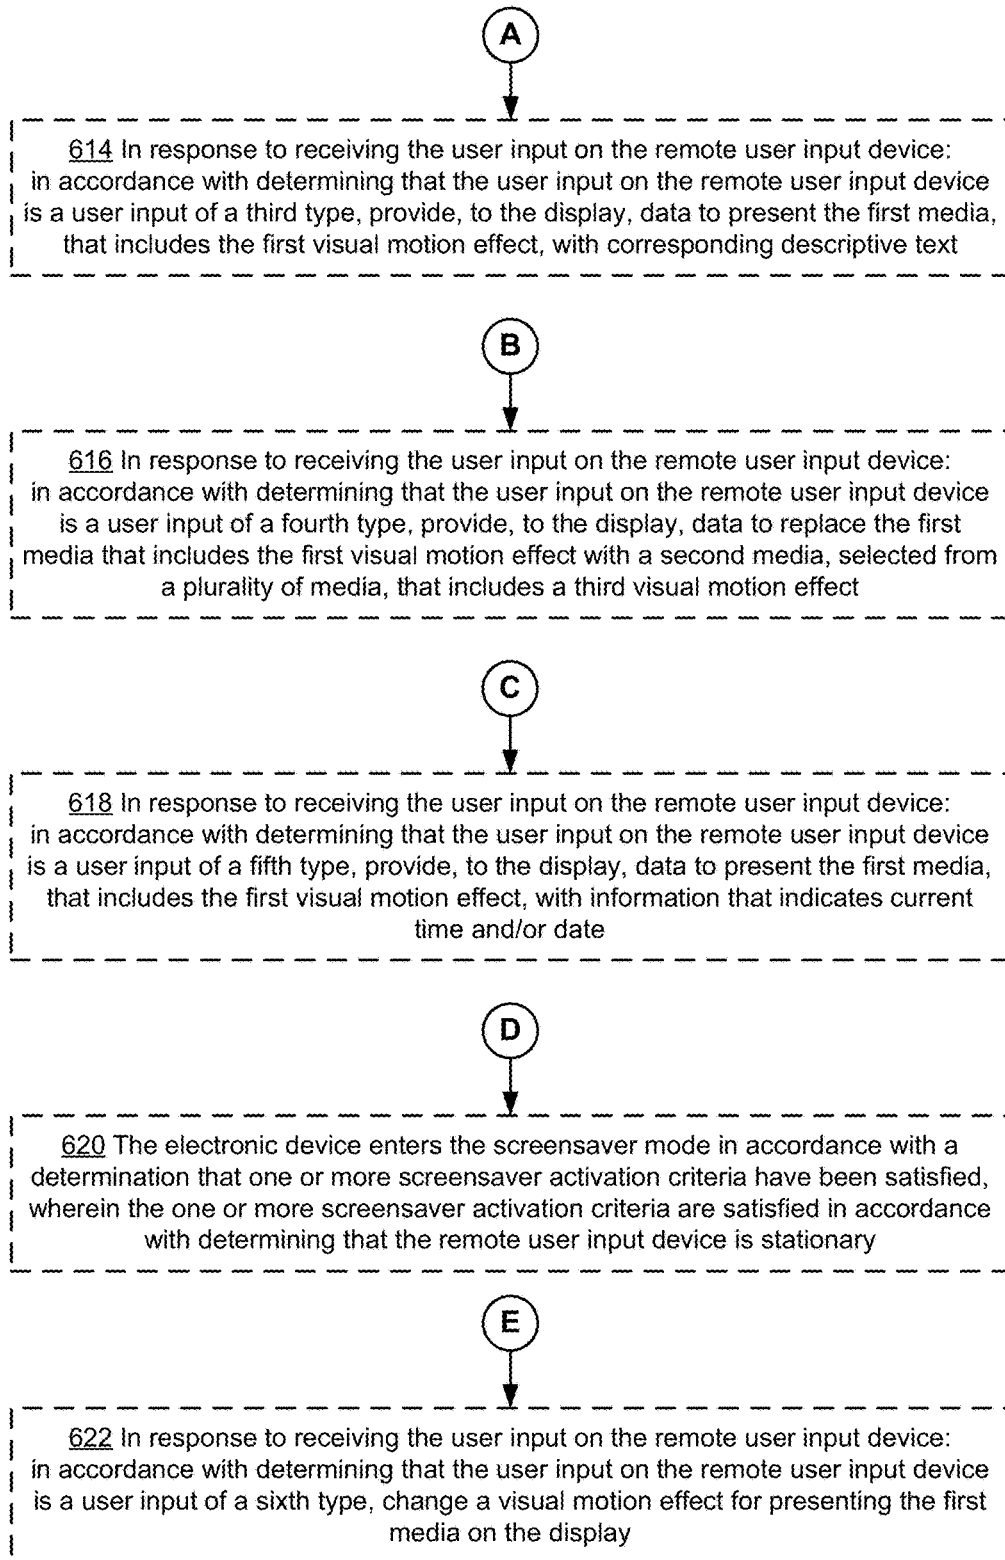 A
614 In response to receiving the user input on the remote user input device:
in accordance with determining that the user input on the remote user input device
is a user input of a third type, provide, to the display, data to present the first media,
that includes the first visual motion effect, with corresponding descriptive text
B
616 In response to receiving the user input on the remote user input device:
in accordance with determining that the user input on the remote user input device
is a user input of a fourth type, provide, to the display, data to replace the first
media that includes the first visual motion effect with a second media, selected from
a plurality of media, that includes a third visual motion effect
C
618 In response to receiving the user input on the remote user input device:
in accordance with determining that the user input on the remote user input device
is a user input of a fifth type, provide, to the display, data to present the first media,
that includes the first visual motion effect, with information that indicates current
time and/or date
D
620 The electronic device enters the screensaver mode in accordance with a
determination that one or more screensaver activation criteria have been satisfied,
wherein the one or more screensaver activation criteria are satisfied in accordance
with determining that the remote user input device is stationary
E
622 In response to receiving the user input on the remote user input device:
in accordance with determining that the user input on the remote user input device
is a user input of a sixth type, change a visual motion effect for presenting the first
media on the display